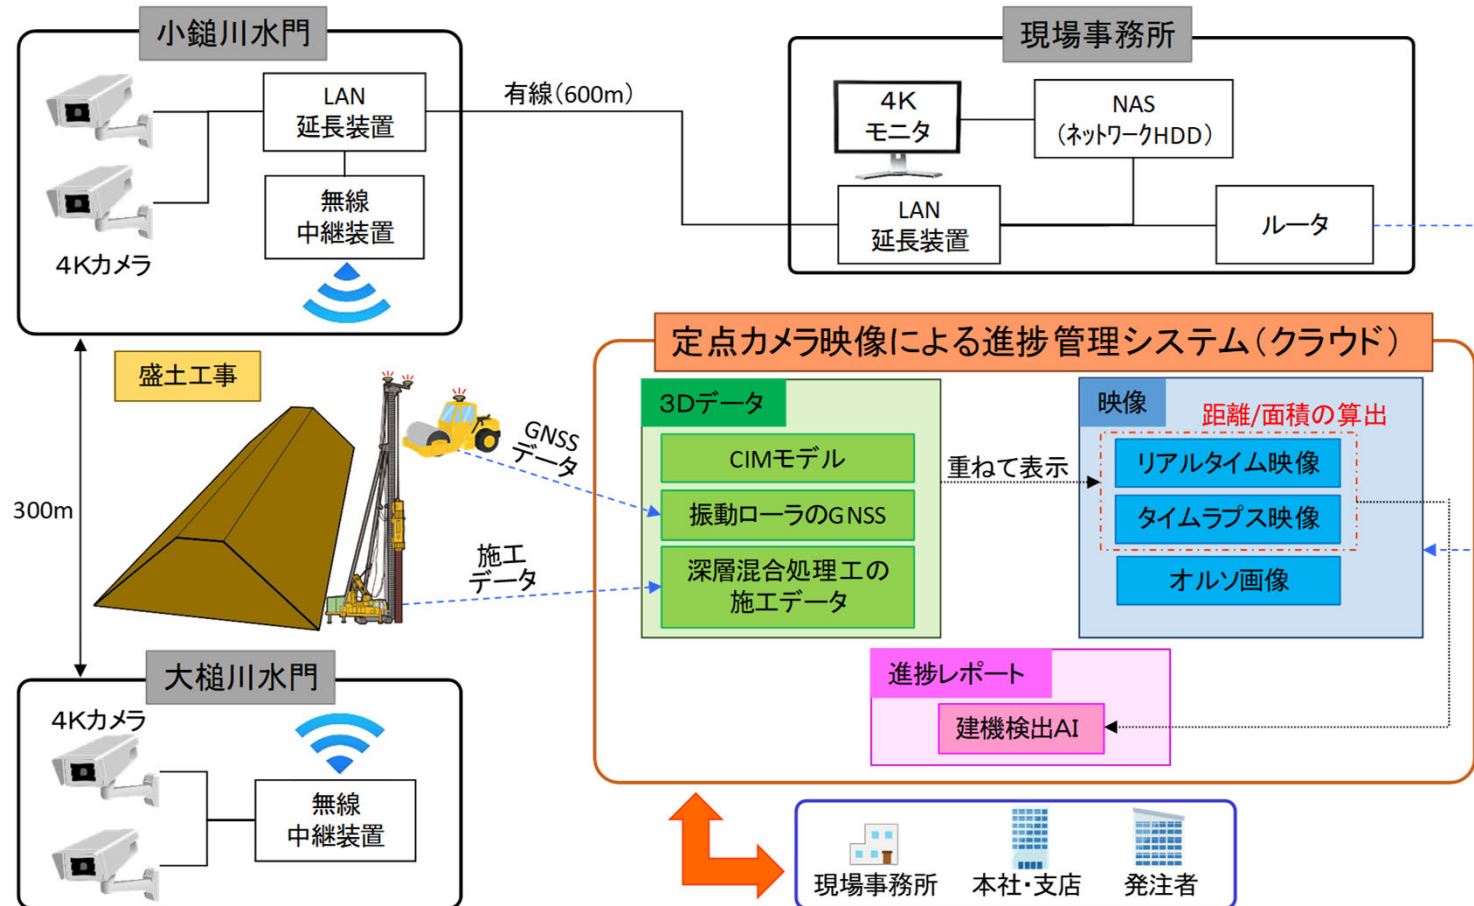 小鎚川水門
LAN
延長装置
無線
中継装置
4Kカメラ
有線(600m)
現場事務所
4K
モニタ
NAS
(ネットワークHDD)
LAN
延長装置
ルータ
盛土工事
300m
GNSS
データ
施工
データ
大槌川水門
4Kカメラ
無線
中継装置
定点カメラ映像による進捗管理システム(クラウド)
3Dデータ
CIMモデル
振動ローラのGNSS
深層混合処理工の
施工データ
重ねて表示
映像
距離/面積の算出
リアルタイム映像
タイムラプス映像
オルソ画像
進捗レポート
建機検出AI
現場事務所
本社・支店
発注者